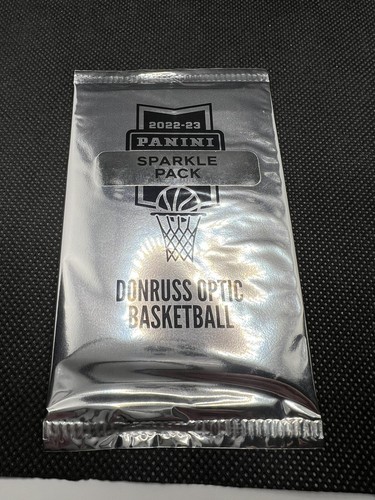 2022-23
PANINI
SPARKLE
PACK
DONRUSS OPTIC
BASKETBALL